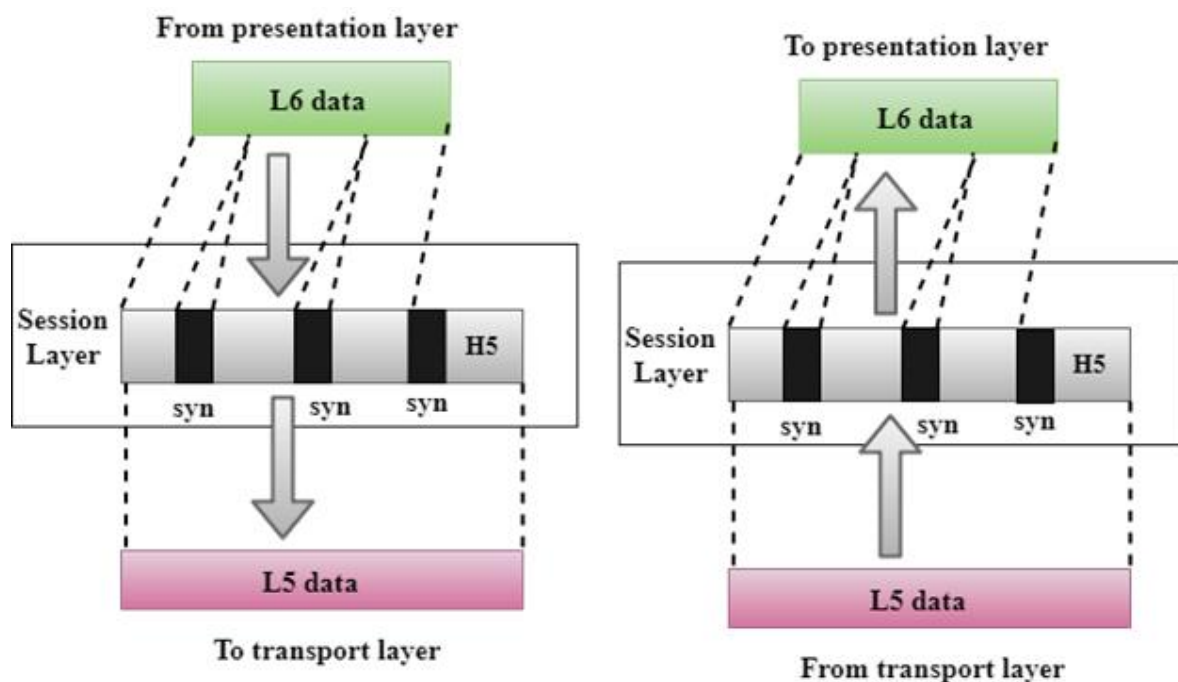 From presentation layer
L6 data
Session
Layer
H5
syn
syn
syn
L5 data
To transport layer
To presentation layer
L6 data
Session
Layer
H5
syn
syn
syn
L5 data
From transport layer